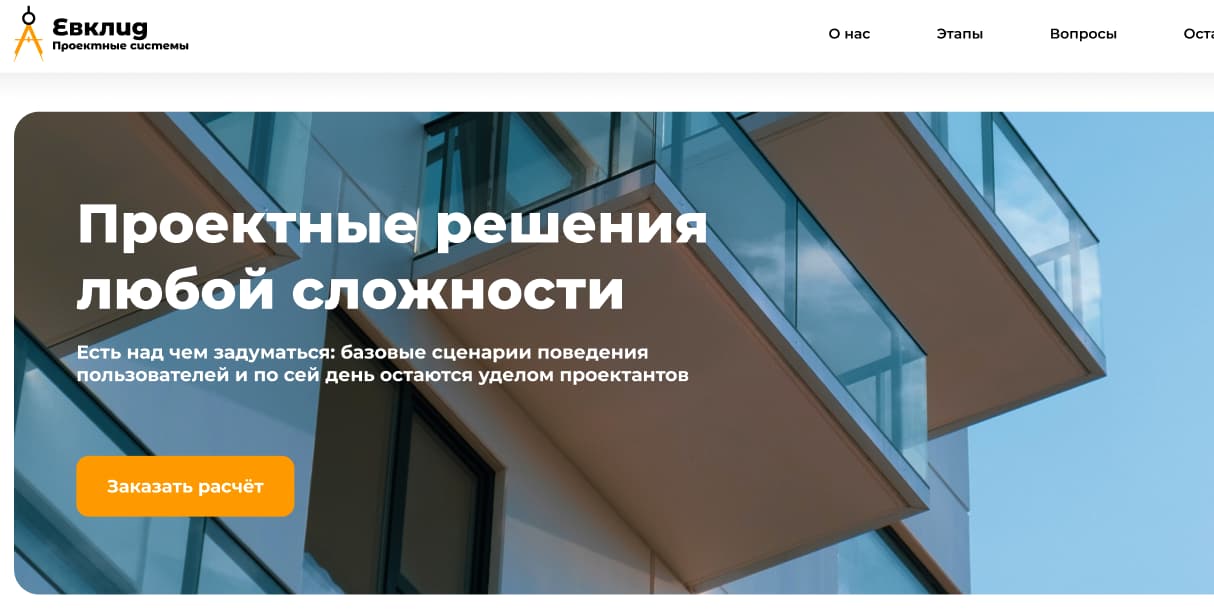 Евклид
Проектные системы
О нас
Этапы
Вопросы
Проектные решения
любой сложности
Есть над чем задуматься: базовые сценарии поведения
пользователей и по сей день остаются уделом проектантов
Заказать расчёт